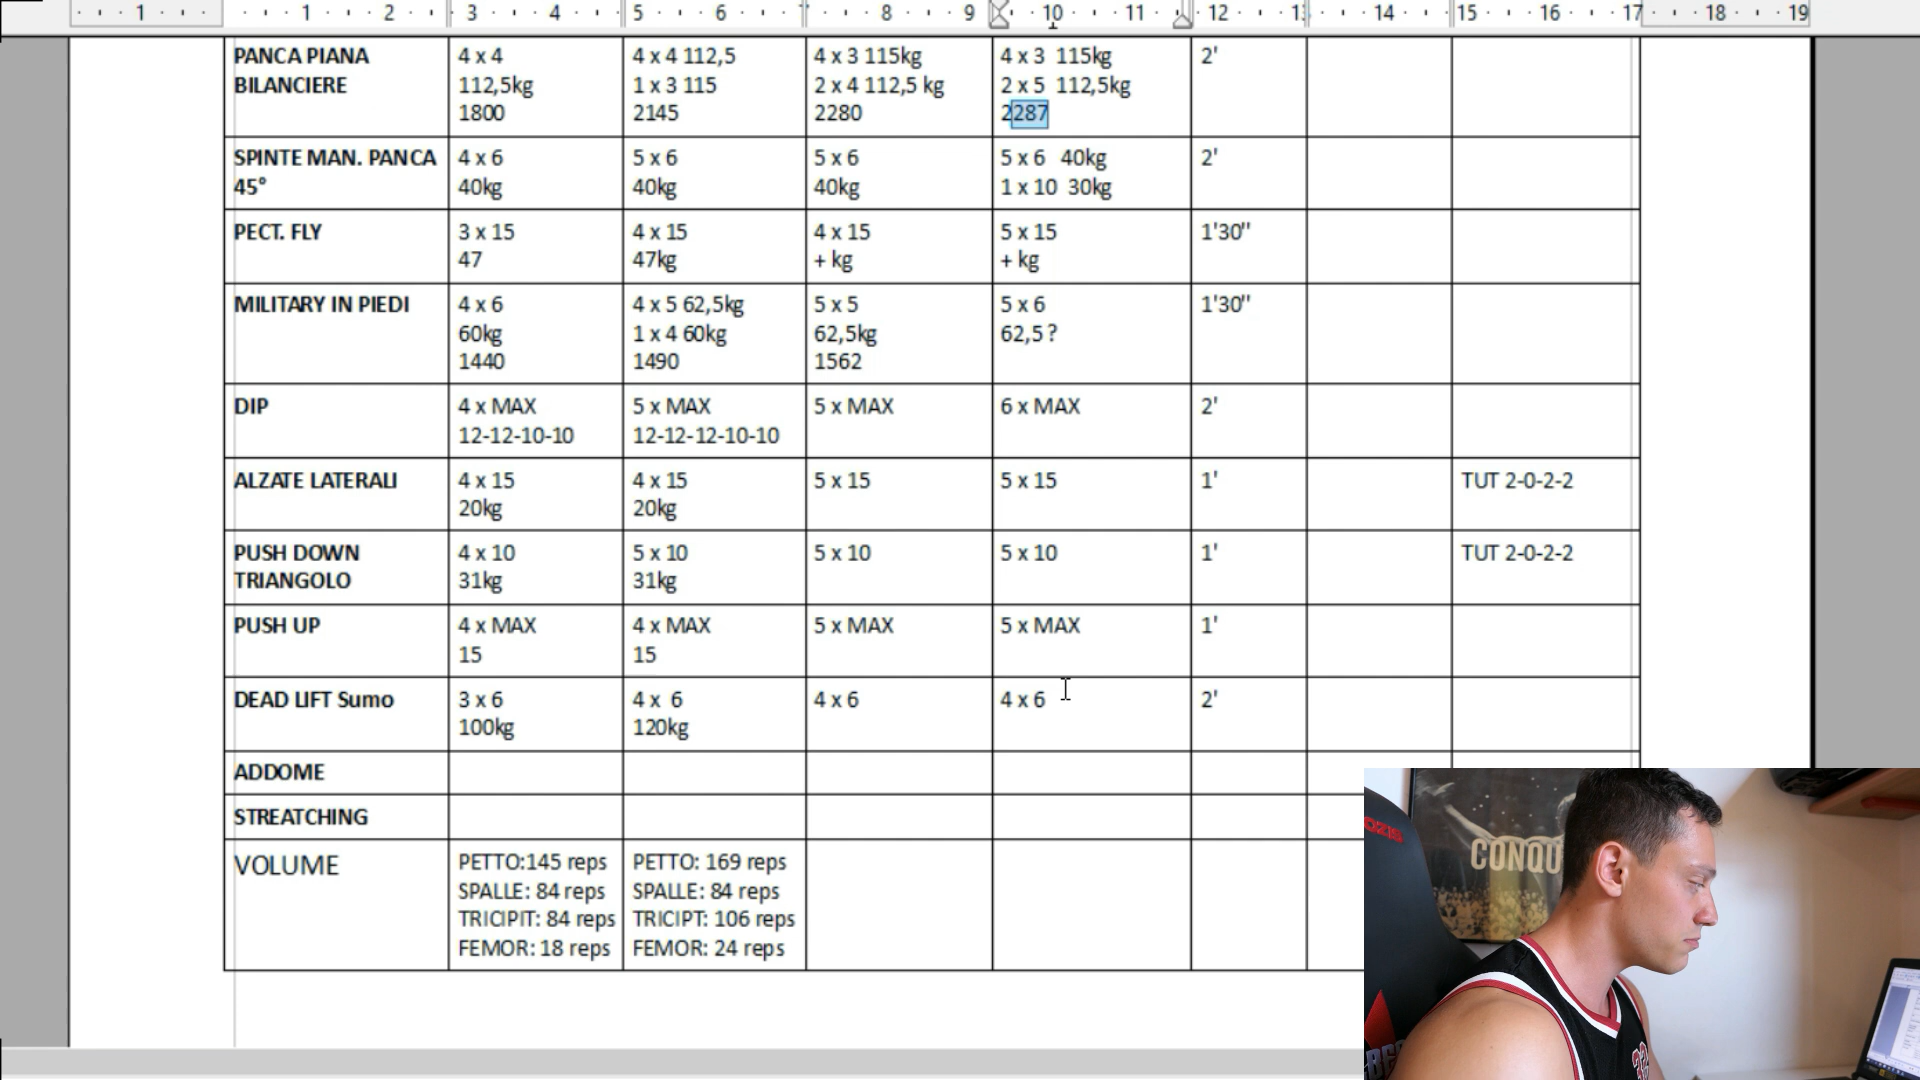 1 1 2 3 4 5 6 8 9 10 11 12 13 14 15 16 17 18 19
PANCA PIANA BILANCIERE
4 x 4
112,5kg
1800
4 x 4 112,5
1 x 3 115
2145
4 x 3 115kg
2 x 4 112,5 kg
2280
4 x 3 115kg
2 x 5 112,5kg
2287
2'
SPINTE MAN. PANCA
45°
4 x 6
40kg
5 x 6
40kg
5 x 6
40kg
5 x 6 40kg
1 x 10 30kg
2'
PECT. FLY
3 x 15
47
4 x 15
47kg
4 x 15
+ kg
5 x 15
+ kg
1'30''
MILITARY IN PIEDI
4 x 6
60kg
1440
4 x 5 62,5kg
1 x 4 60kg
1490
5 x 5
62,5kg
1562
5 x 6
62,5 ?
1'30''
DIP
4 x MAX
12-12-10-10
5 x MAX
12-12-12-10-10
5 x MAX
6 x MAX
2'
ALZATE LATERALI
4 x 15
20kg
4 x 15
20kg
5 x 15
5 x 15
1'
TUT 2-0-2-2
PUSH DOWN
TRIANGOLO
4 x 10
31kg
5 x 10
31kg
5 x 10
5 x 10
1'
TUT 2-0-2-2
PUSH UP
4 x MAX
15
4 x MAX
15
5 x MAX
5 x MAX
1'
DEAD LIFT Sumo
3 x 6
100kg
4 x 6
120kg
4 x 6
4 x 6
2'
ADDOME
STREATCHING
VOLUME
PETTO:145 reps
SPALLE: 84 reps
TRICIPIT: 84 reps
FEMOR: 18 reps
PETTO: 169 reps
SPALLE: 84 reps
TRICIPT: 106 reps
FEMOR: 24 reps
CONQU